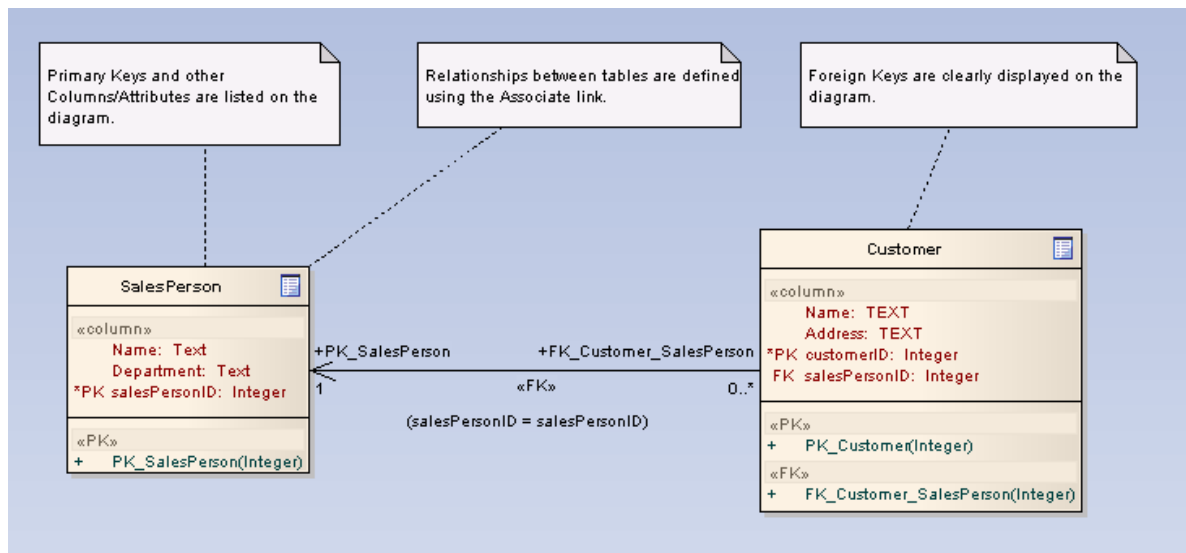 Primary Keys and other
Columns/Attributes are listed on the
diagram.
Relationships between tables are defined
using the Associate link.
Foreign Keys are clearly displayed on the
diagram.
SalesPerson
«column»
Name: Text
Department: Text
*PK salesPersonID: Integer
«PK»
+ PK_SalesPerson(Integer)
+PK_SalesPerson
+FK_Customer_SalesPerson
1
«FK»
0..*
(salesPersonID = salesPersonID)
Customer
«column»
Name: TEXT
Address: TEXT
*PK customerID: Integer
FK salesPersonID: Integer
«PK»
+ PK_Customer(Integer)
«FK»
+ FK_Customer_SalesPerson(Integer)